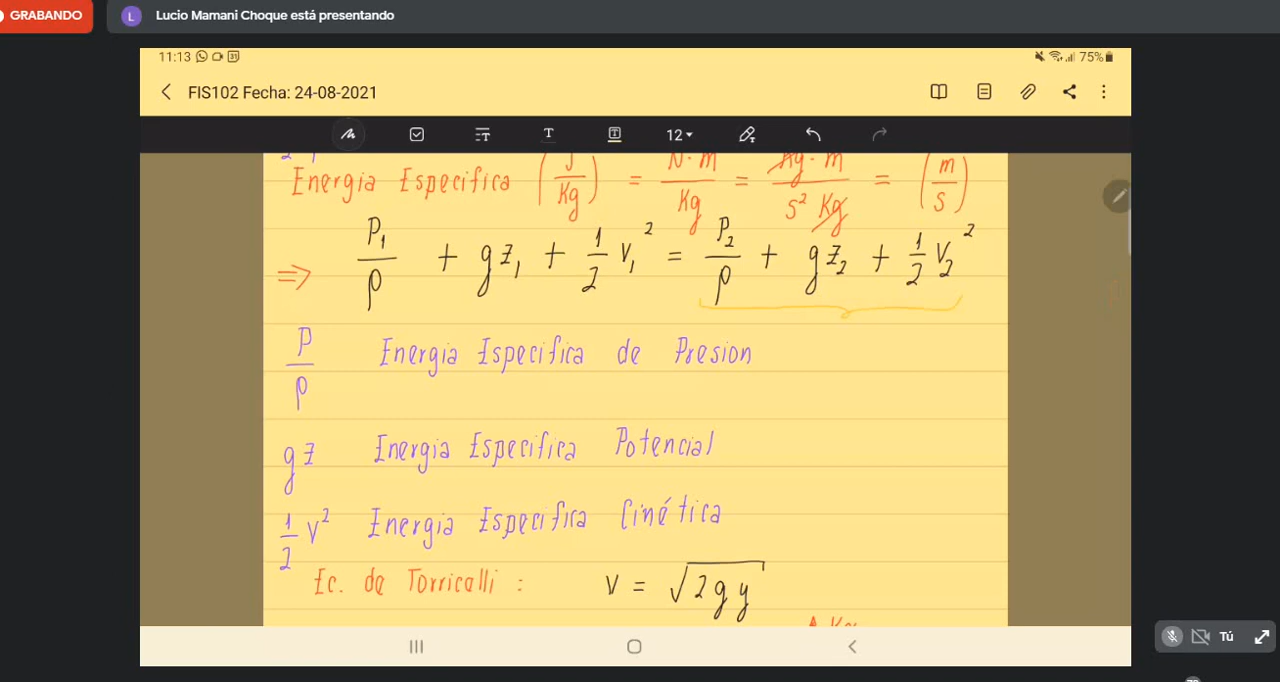 GRABANDO
L Lucio Mamani Choque está presentando
11:13 31 75%
FIS102 Fecha: 24-08-2021
T T 12
Energia Especifica (J/Kg) = N·m/Kg = Kg·m/s² Kg = (m/s)
⇒ P₁/ρ + gz₁ + 1/2 v₁² = P₂/ρ + gz₂ + 1/2 v₂²
P/ρ Energia Especifica de Presion
gz Energia Especifica Potencial
1/2 v² Energia Especifica Cinética
Ec. de Torricalli : v = √2gy
Tú